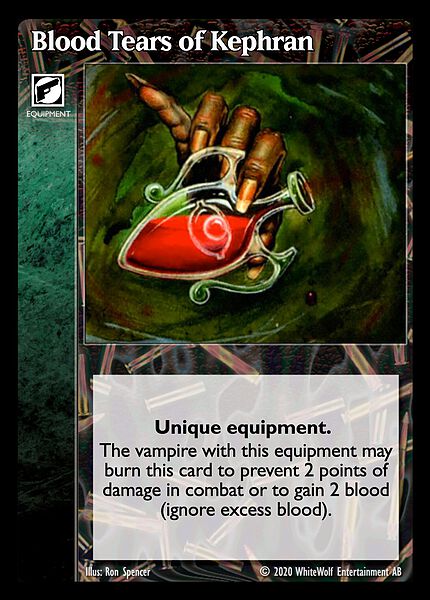 Blood Tears of Kephran
EQUIPMENT
Unique equipment.
The vampire with this equipment may
burn this card to prevent 2 points of
damage in combat or to gain 2 blood
(ignore excess blood).
Illus: Ron Spencer
© 2020 WhiteWolf Entertainment AB